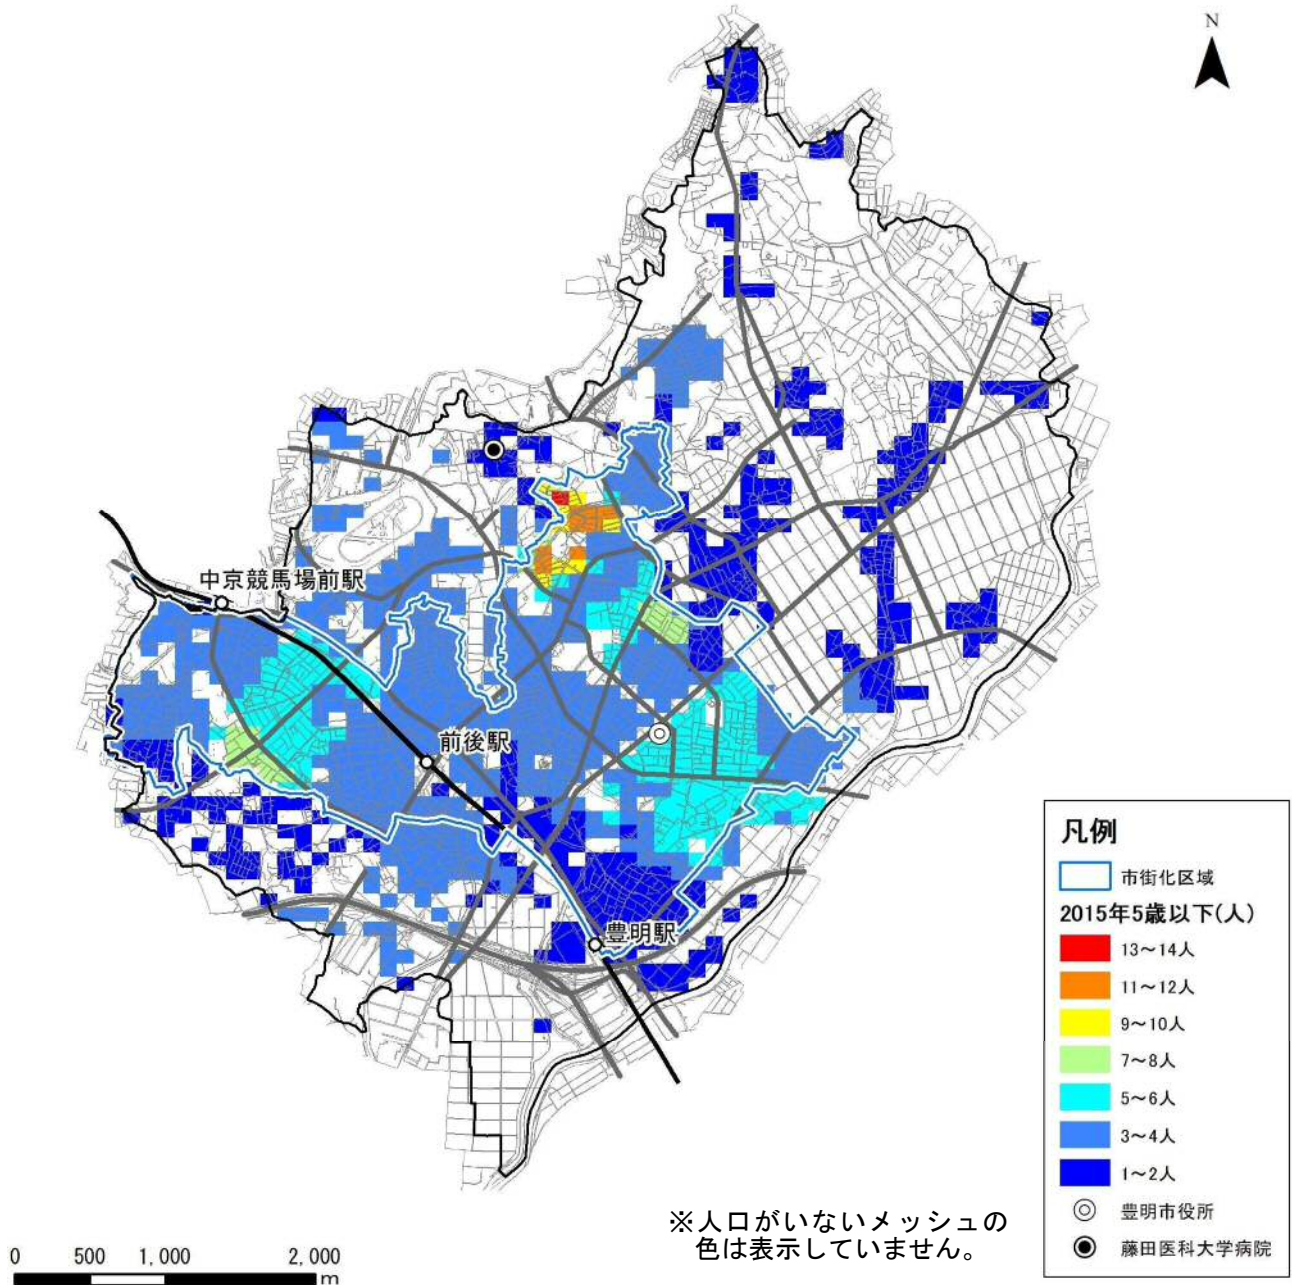 N
中京競馬場前駅
前後駅
豊明駅
凡例
市街化区域
2015年5歳以下(人)
13～14人
11～12人
9～10人
7～8人
5～6人
3～4人
1～2人
豊明市役所
藤田医科大学病院
※人口がいないメッシュの
色は表示していません。
0 500 1,000 2,000
m